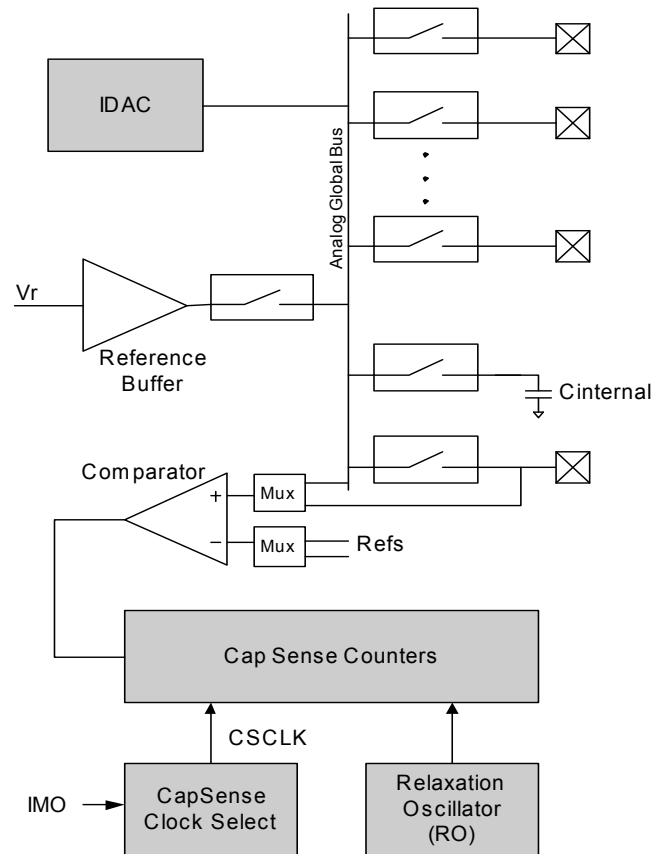 IDAC
Analog Global Bus
Vr
Reference
Buffer
Cinternal
Comparator
+
Mux
−
Mux
Refs
Cap Sense Counters
CSCLK
IMO
CapSense
Clock Select
Relaxation
Oscillator
(RO)